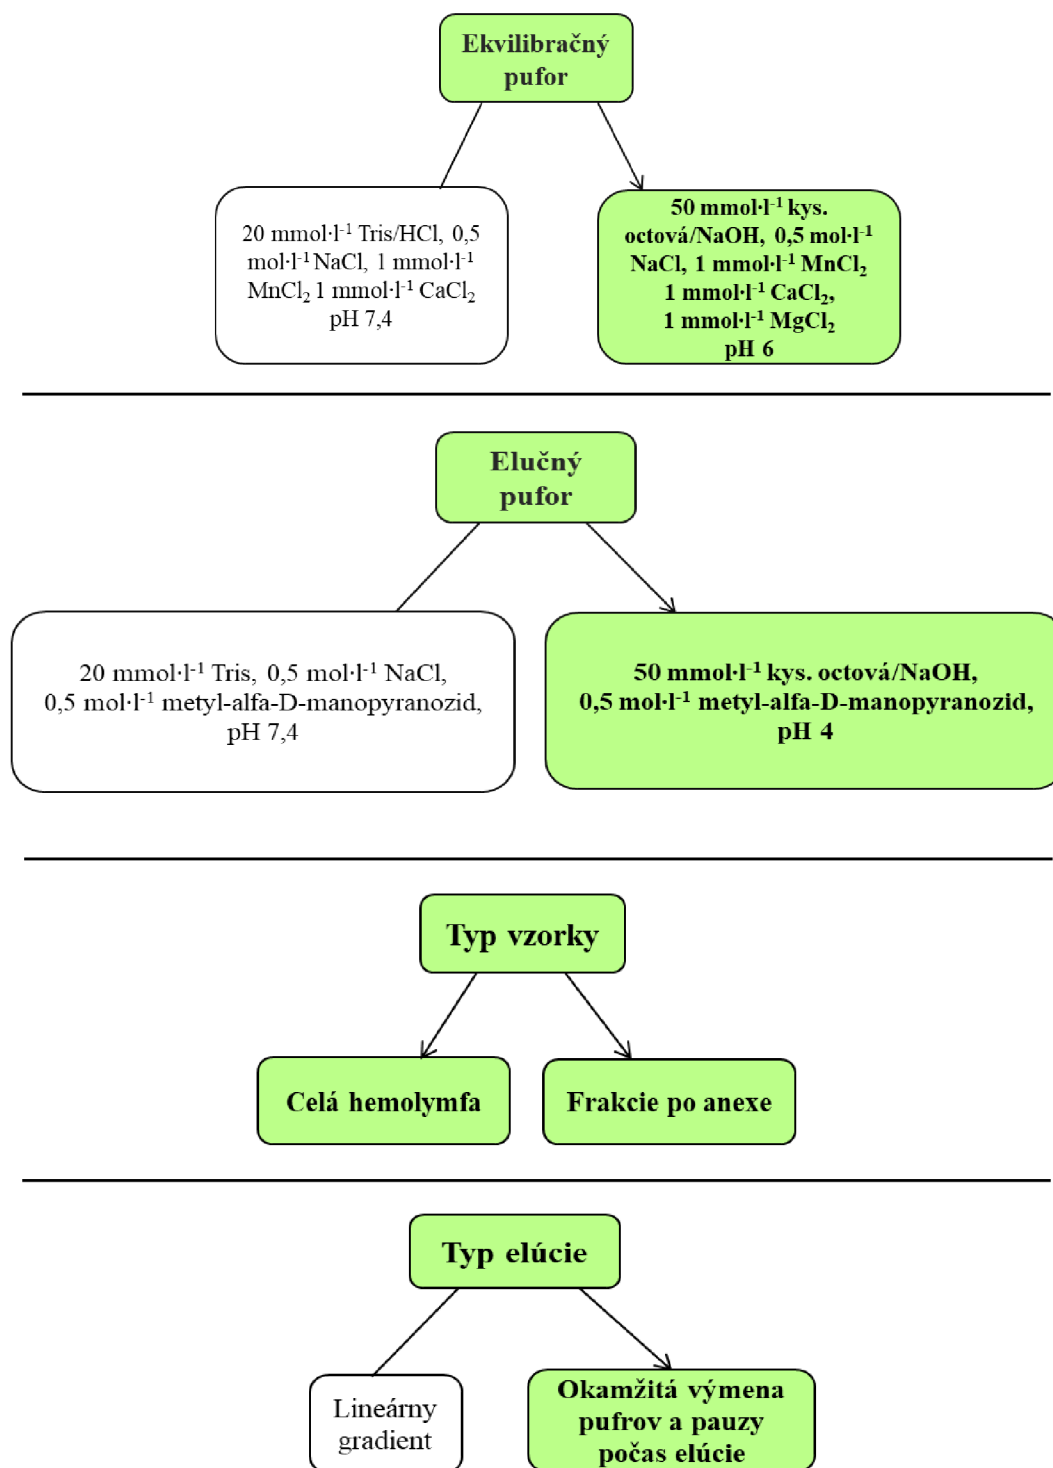 Ekvilibračný
pufor
20 mmol·l⁻¹ Tris/HCl, 0,5
mol·l⁻¹ NaCl, 1 mmol·l⁻¹
MnCl₂ 1 mmol·l⁻¹ CaCl₂
pH 7,4
50 mmol·l⁻¹ kys.
octová/NaOH, 0,5 mol·l⁻¹
NaCl, 1 mmol·l⁻¹ MnCl₂
1 mmol·l⁻¹ CaCl₂,
1 mmol·l⁻¹ MgCl₂
pH 6
Elučný
pufor
20 mmol·l⁻¹ Tris, 0,5 mol·l⁻¹ NaCl,
0,5 mol·l⁻¹ metyl-alfa-D-manopyranozid,
pH 7,4
50 mmol·l⁻¹ kys. octová/NaOH,
0,5 mol·l⁻¹ metyl-alfa-D-manopyranozid,
pH 4
Typ vzorky
Celá hemolymfa
Frakcie po anexe
Typ elúcie
Lineárny
gradient
Okamžitá výmena
pufrov a pauzy
počas elúcie